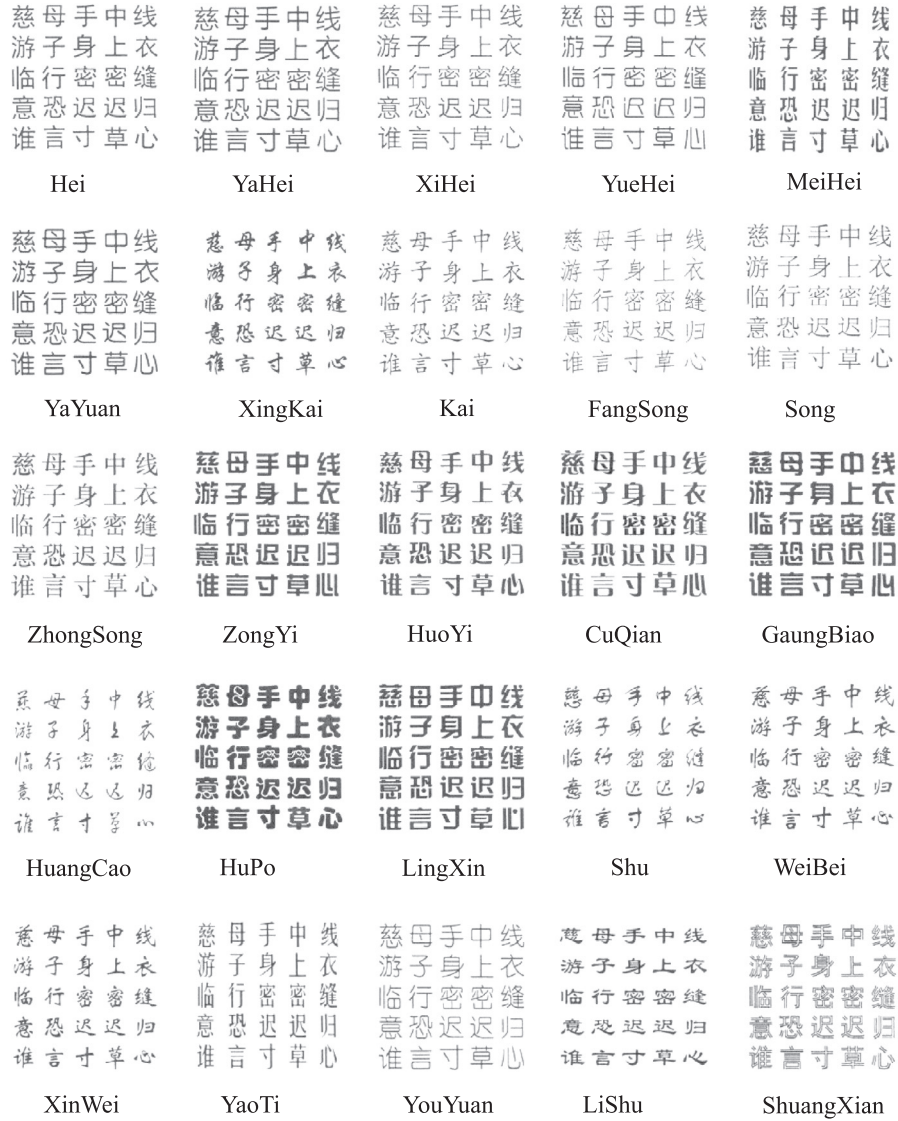 慈母手中线
游子身上衣
临行密密缝
意恐迟迟归
谁言寸草心
Hei
慈母手中线
游子身上衣
临行密密缝
意恐迟迟归
谁言寸草心
YaHei
慈母手中线
游子身上衣
临行密密缝
意恐迟迟归
谁言寸草心
XiHei
慈母手中线
游子身上衣
临行密密缝
意恐迟迟归
谁言寸草心
YueHei
慈母手中线
游子身上衣
临行密密缝
意恐迟迟归
谁言寸草心
MeiHei
慈母手中线
游子身上衣
临行密密缝
意恐迟迟归
谁言寸草心
YaYuan
慈母手中线
游子身上衣
临行密密缝
意恐迟迟归
谁言寸草心
XingKai
慈母手中线
游子身上衣
临行密密缝
意恐迟迟归
谁言寸草心
Kai
慈母手中线
游子身上衣
临行密密缝
意恐迟迟归
谁言寸草心
FangSong
慈母手中线
游子身上衣
临行密密缝
意恐迟迟归
谁言寸草心
Song
慈母手中线
游子身上衣
临行密密缝
意恐迟迟归
谁言寸草心
ZhongSong
慈母手中线
游子身上衣
临行密密缝
意恐迟迟归
谁言寸草心
ZongYi
慈母手中线
游子身上衣
临行密密缝
意恐迟迟归
谁言寸草心
HuoYi
慈母手中线
游子身上衣
临行密密缝
意恐迟迟归
谁言寸草心
CuQian
慈母手中线
游子身上衣
临行密密缝
意恐迟迟归
谁言寸草心
GaungBiao
慈母手中线
游子身上衣
临行密密缝
意恐迟迟归
谁言寸草心
HuangCao
慈母手中线
游子身上衣
临行密密缝
意恐迟迟归
谁言寸草心
HuPo
慈母手中线
游子身上衣
临行密密缝
意恐迟迟归
谁言寸草心
LingXin
慈母手中线
游子身上衣
临行密密缝
意恐迟迟归
谁言寸草心
Shu
慈母手中线
游子身上衣
临行密密缝
意恐迟迟归
谁言寸草心
WeiBei
慈母手中线
游子身上衣
临行密密缝
意恐迟迟归
谁言寸草心
XinWei
慈母手中线
游子身上衣
临行密密缝
意恐迟迟归
谁言寸草心
YaoTi
慈母手中线
游子身上衣
临行密密缝
意恐迟迟归
谁言寸草心
YouYuan
慈母手中线
游子身上衣
临行密密缝
意恐迟迟归
谁言寸草心
LiShu
慈母手中线
游子身上衣
临行密密缝
意恐迟迟归
谁言寸草心
ShuangXian